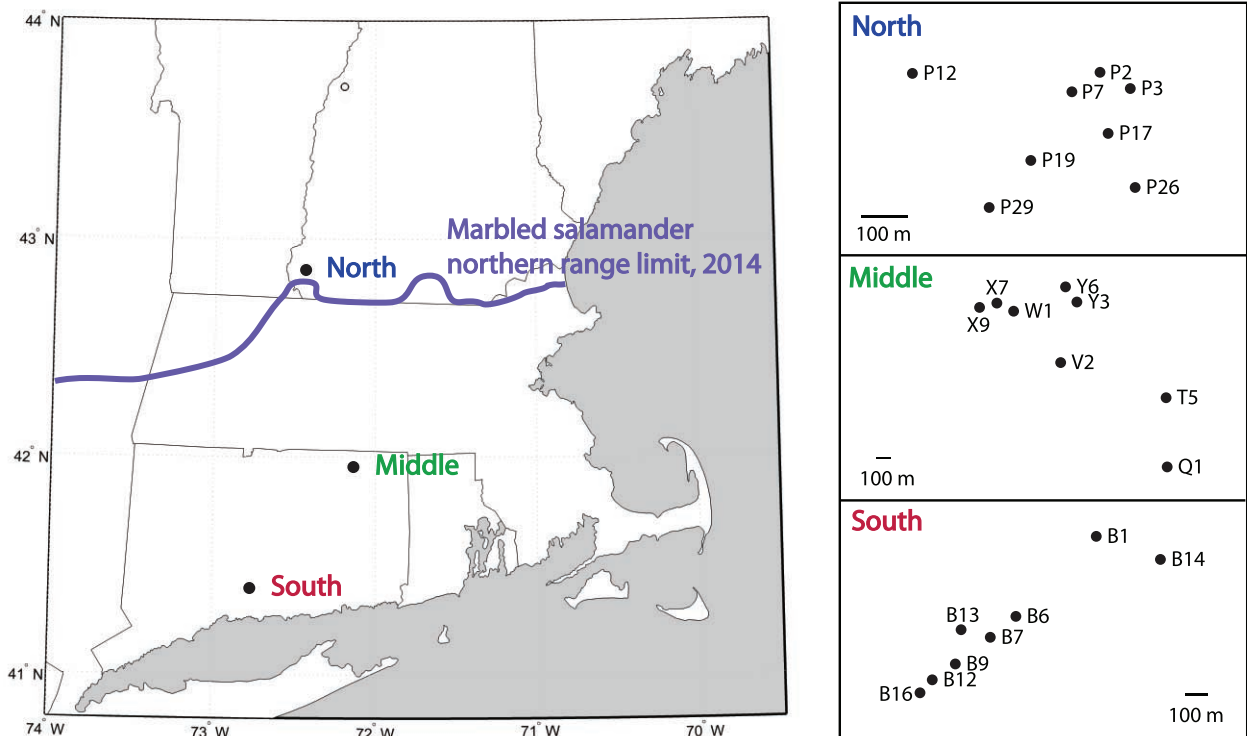 44° N
43° N
42° N
41° N
74° W
73° W
72° W
71° W
70° W
Marbled salamander
northern range limit, 2014
North
Middle
South
North
P12
P2
P7
P3
P17
P19
P26
P29
100 m
Middle
X7
X9
W1
Y6
Y3
V2
T5
Q1
100 m
South
B1
B14
B13
B6
B7
B9
B12
B16
100 m